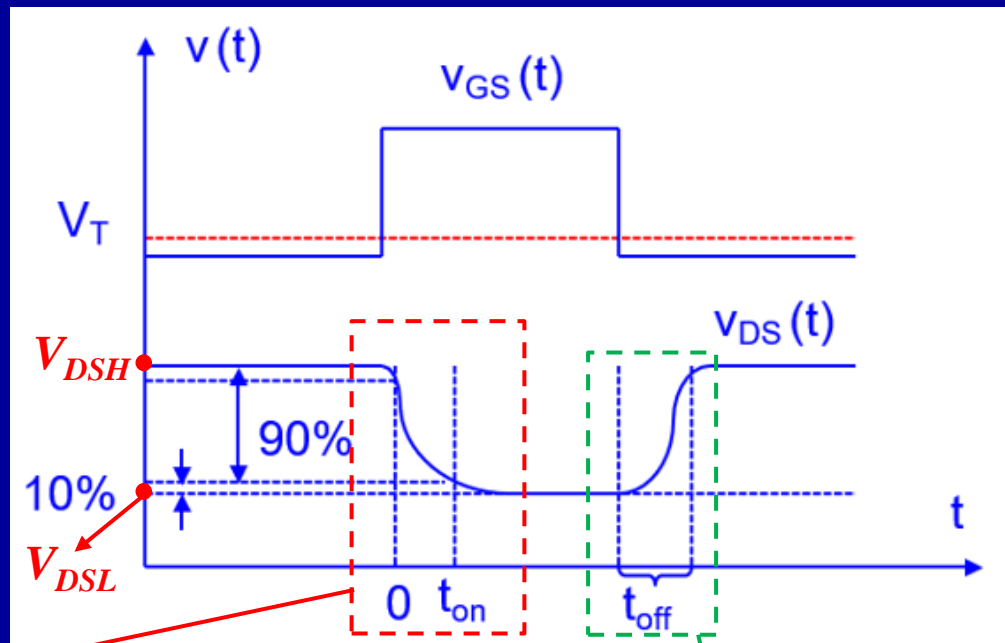 v (t)
vGS (t)
VT
vDS (t)
VDSH
90%
10%
t
VDSL
0 ton toff